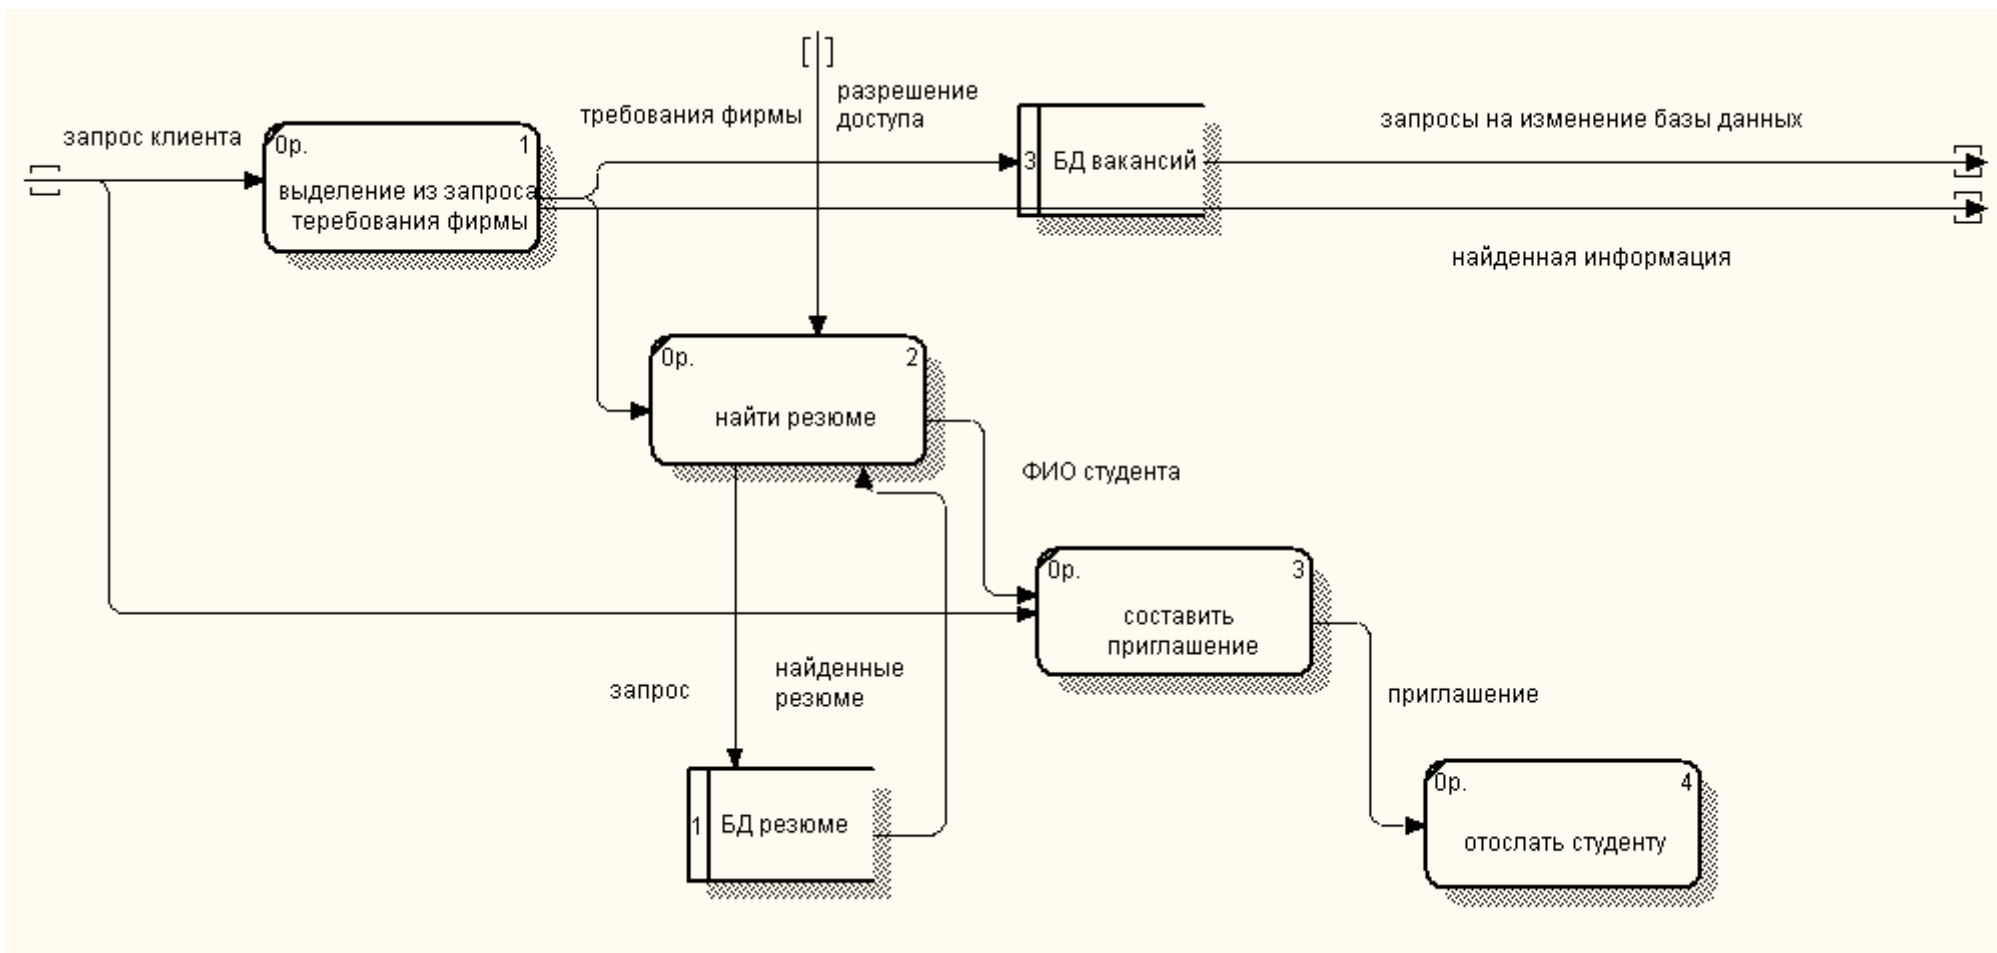 разрешение
доступа
требования фирмы
запрос клиента
запросы на изменение базы данных
0р.
1
выделение из запроса
теребования фирмы
3
БД вакансий
найденная информация
0р.
2
найти резюме
ФИО студента
0р.
3
составить
приглашение
запрос
найденные
резюме
приглашение
1
БД резюме
0р.
4
отослать студенту